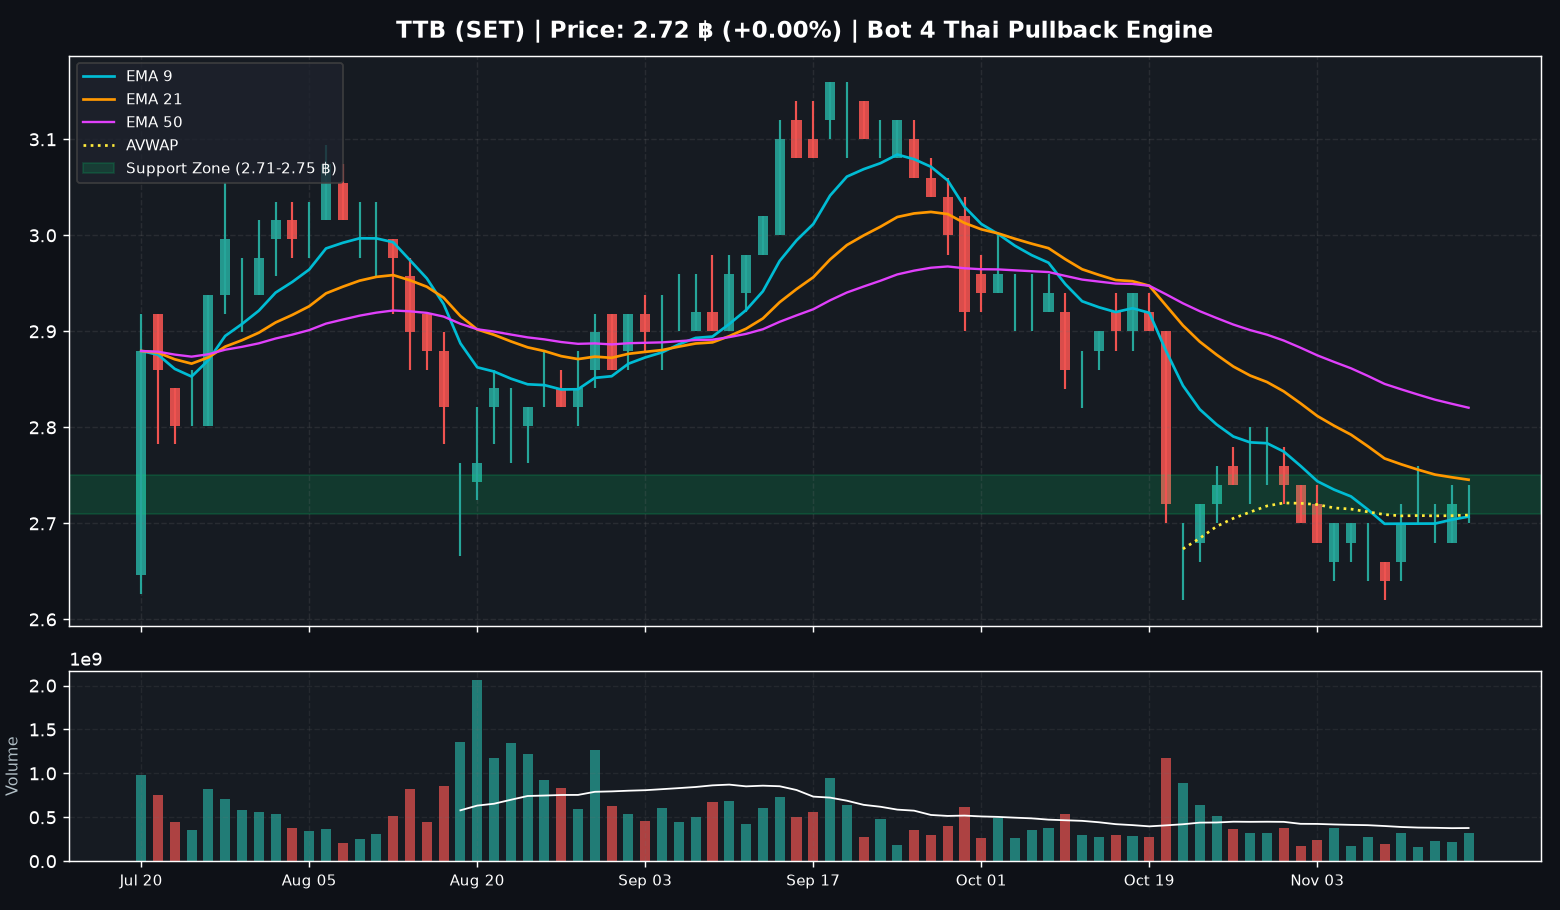 TTB (SET) | Price: 2.72 ฿ (+0.00%) | Bot 4 Thai Pullback Engine
EMA 9
EMA 21
EMA 50
AVWAP
Support Zone (2.71-2.75 ฿)
3.1
3.0
2.9
2.8
2.7
2.6
1e9
2.0
1.5
1.0
0.5
0.0
Volume
Jul 20
Aug 05
Aug 20
Sep 03
Sep 17
Oct 01
Oct 19
Nov 03